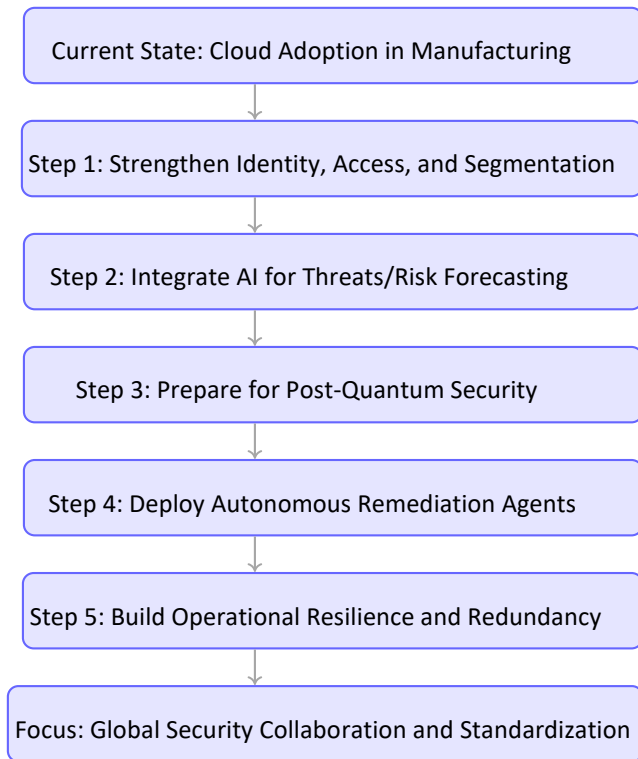 Current State: Cloud Adoption in Manufacturing
Step 1: Strengthen Identity, Access, and Segmentation
Step 2: Integrate AI for Threats/Risk Forecasting
Step 3: Prepare for Post-Quantum Security
Step 4: Deploy Autonomous Remediation Agents
Step 5: Build Operational Resilience and Redundancy
Focus: Global Security Collaboration and Standardization